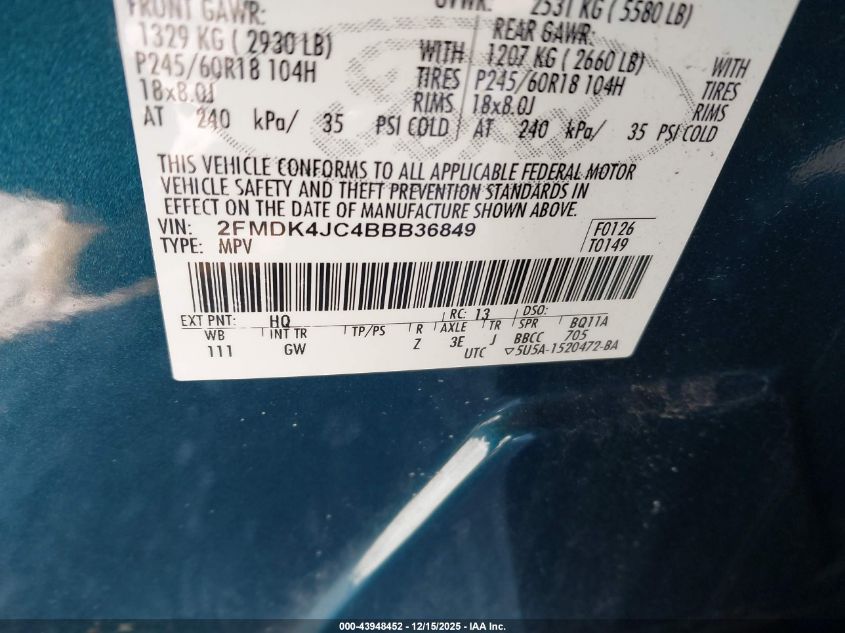 FRONT GAWR: GVWR: 2531 KG ( 5580 LB)
1329 KG ( 2930 LB) WITH REAR GAWR: 1207 KG ( 2660 LB) WITH
P245/60R18 104H TIRES P245/60R18 104H TIRES
18x8.0J RIMS 18x8.0J RIMS
AT 240 kPa/ 35 PSI COLD AT 240 kPa/ 35 PSI COLD
THIS VEHICLE CONFORMS TO ALL APPLICABLE FEDERAL MOTOR
VEHICLE SAFETY AND THEFT PREVENTION STANDARDS IN
EFFECT ON THE DATE OF MANUFACTURE SHOWN ABOVE.
VIN: 2FMDK4JC4BBB36849 F0126
TYPE: MPV T0149
EXT PNT: HQ RC: 13 DSO:
WB INT TR TP/PS R AXLE TR SPR BQ11A
111 GW Z 3E J BBCC 705
UTC ▽5U5A-1520472-BA
000-43948452 - 12/15/2025 - IAA Inc.